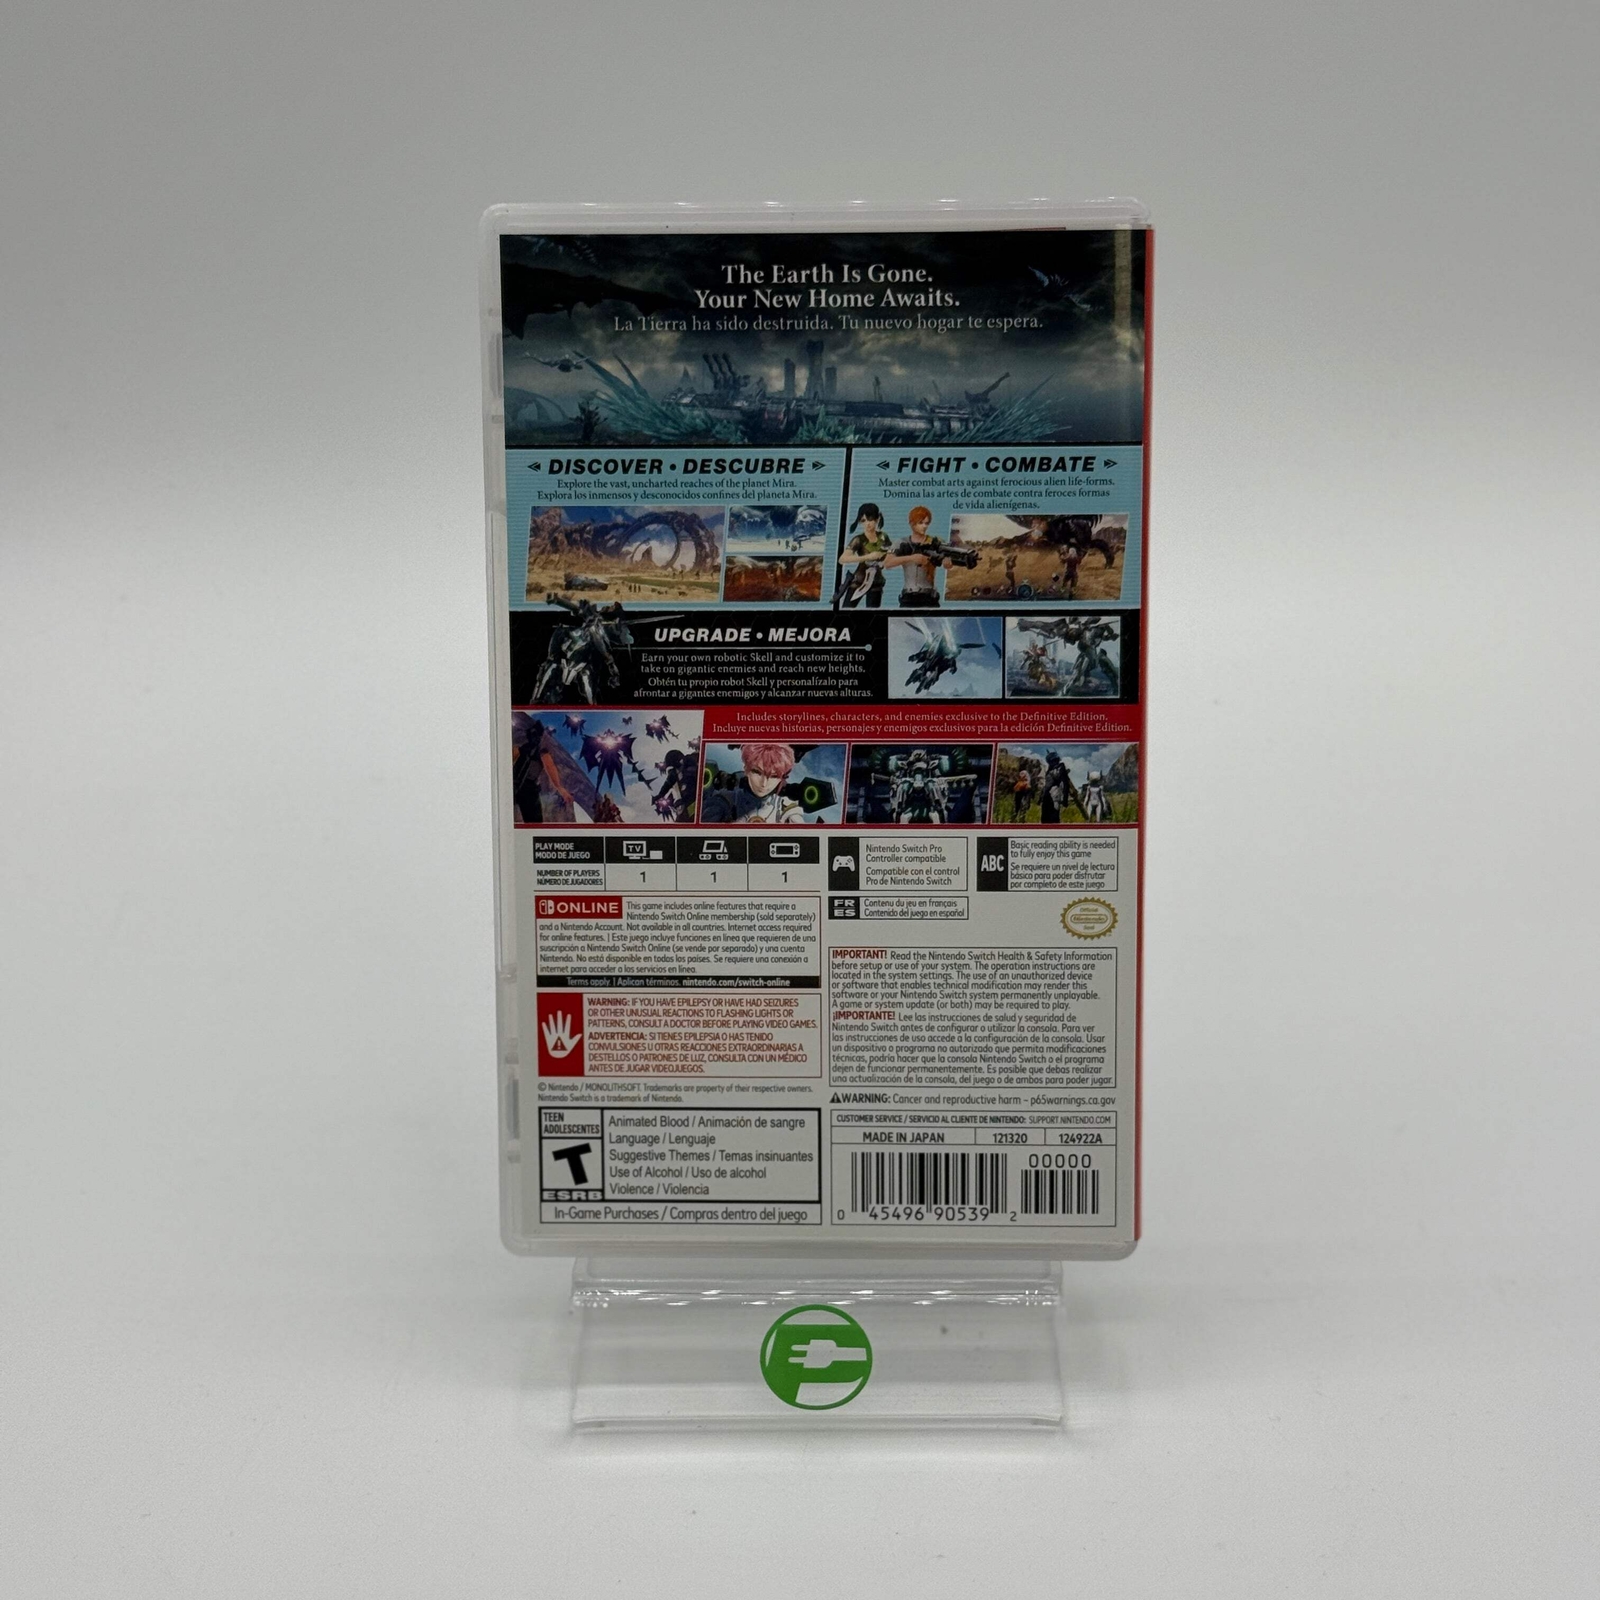 The Earth Is Gone.
Your New Home Awaits.
La Tierra ha sido destruida. Tu nuevo hogar te espera.
DISCOVER • DESCUBRE
Explore the vast, uncharted reaches of the planet Mira.
Explora los inmensos y desconocidos confines del planeta Mira.
FIGHT • COMBATE
Master combat arts against ferocious alien life-forms.
Domina las artes de combate contra feroces formas
de vida alienígenas.
UPGRADE • MEJORA
Earn your own robotic Skell and customize it to
take on gigantic enemies and reach new heights.
Obtén tu propio robot Skell y personalízalo para
afrontar a gigantes enemigos y alcanzar nuevas alturas.
Includes storylines, characters, and enemies exclusive to the Definitive Edition.
Incluye nuevas historias, personajes y enemigos exclusivos para la edición Definitive Edition.
PLAY MODE
MODO DE JUEGO
TV
NUMBER OF PLAYERS
NÚMERO DE JUGADORES
1 1 1
Nintendo Switch Pro
Controller compatible
Compatible con el control
Pro de Nintendo Switch
ABC
Basic reading ability is needed
to fully enjoy this game
Se requiere un nivel de lectura
básico para poder disfrutar
por completo de este juego
FR
ES
Contenu du jeu en français
Contenido del juego en español
Official
Nintendo
Seal
ONLINE
This game includes online features that require a
Nintendo Switch Online membership (sold separately)
and a Nintendo Account. Not available in all countries. Internet access required
for online features. | Este juego incluye funciones en línea que requieren de una
suscripción a Nintendo Switch Online (se vende por separado) y una cuenta
Nintendo. No está disponible en todos los países. Se requiere una conexión a
internet para acceder a los servicios en línea.
Terms apply. | Aplican términos. nintendo.com/switch-online
WARNING: IF YOU HAVE EPILEPSY OR HAVE HAD SEIZURES
OR OTHER UNUSUAL REACTIONS TO FLASHING LIGHTS OR
PATTERNS, CONSULT A DOCTOR BEFORE PLAYING VIDEO GAMES.
ADVERTENCIA: SI TIENES EPILEPSIA O HAS TENIDO
CONVULSIONES U OTRAS REACCIONES EXTRAORDINARIAS A
DESTELLOS O PATRONES DE LUZ, CONSULTA CON UN MÉDICO
ANTES DE JUGAR VIDEOJUEGOS.
© Nintendo / MONOLITHSOFT. Trademarks are property of their respective owners.
Nintendo Switch is a trademark of Nintendo.
IMPORTANT! Read the Nintendo Switch Health & Safety Information
before setup or use of your system. The operation instructions are
located in the system settings. The use of an unauthorized device
or software that enables technical modification may render this
software or your Nintendo Switch system permanently unplayable.
A game or system update (or both) may be required to play.
¡IMPORTANTE! Lee las instrucciones de salud y seguridad de
Nintendo Switch antes de configurar o utilizar la consola. Para ver
las instrucciones de uso accede a la configuración de la consola. Usar
un dispositivo o programa no autorizado que permita modificaciones
técnicas, podría hacer que la consola Nintendo Switch o el programa
dejen de funcionar permanentemente. Es posible que debas realizar
una actualización de la consola, del juego o de ambos para poder jugar.
WARNING: Cancer and reproductive harm – p65warnings.ca.gov
TEEN
ADOLESCENTES
T
ESRB
Animated Blood / Animación de sangre
Language / Lenguaje
Suggestive Themes / Temas insinuantes
Use of Alcohol / Uso de alcohol
Violence / Violencia
In-Game Purchases / Compras dentro del juego
CUSTOMER SERVICE / SERVICIO AL CLIENTE DE NINTENDO: SUPPORT.NINTENDO.COM
MADE IN JAPAN 121320 124922A
00000
0 45496 90539 2